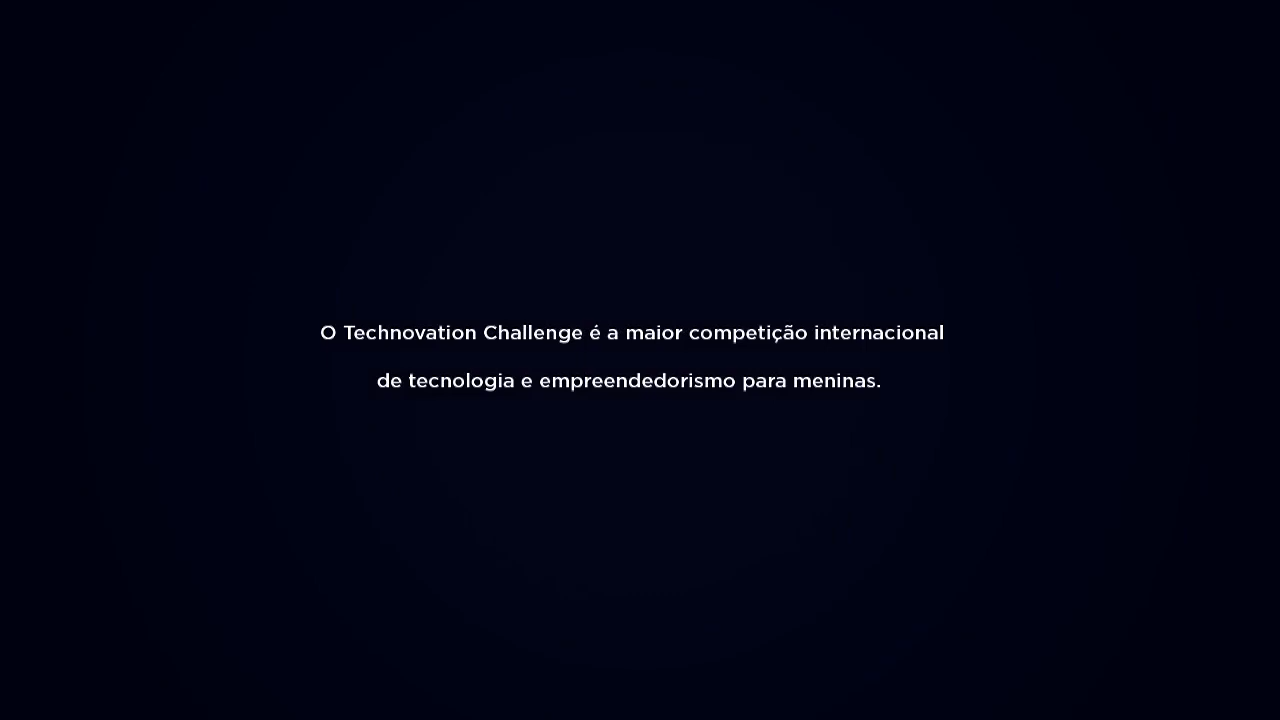 O Technovation Challenge é a maior competição internacional
de tecnologia e empreendedorismo para meninas.